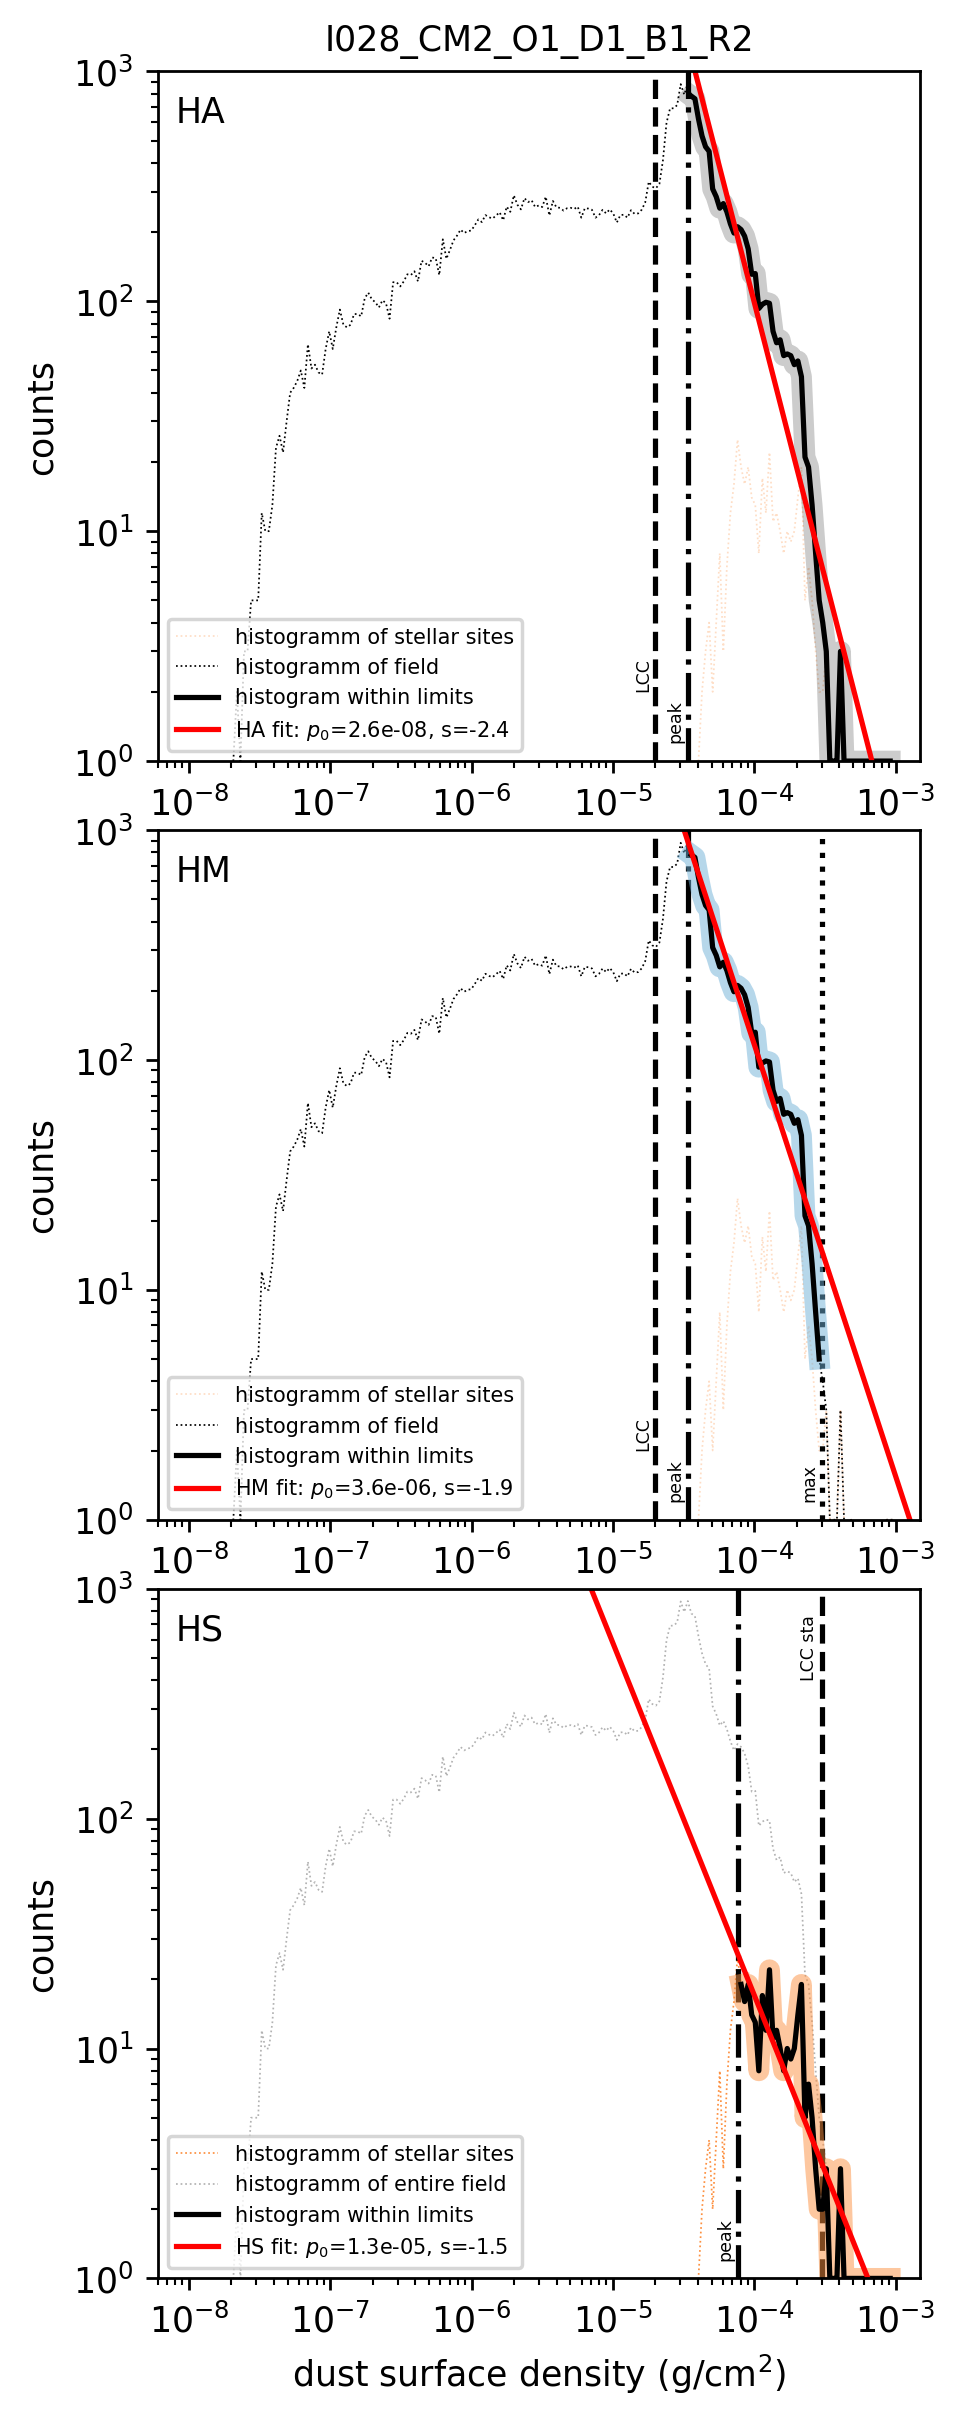 I028_CM2_O1_D1_B1_R2
10³
HA
10²
counts
10¹
LCC
peak
histogramm of stellar sites
histogramm of field
histogram within limits
HA fit: p₀=2.6e-08, s=-2.4
10⁰
10⁻⁸ 10⁻⁷ 10⁻⁶ 10⁻⁵ 10⁻⁴ 10⁻³
10³
HM
10²
counts
10¹
LCC
peak
max
histogramm of stellar sites
histogramm of field
histogram within limits
HM fit: p₀=3.6e-06, s=-1.9
10⁰
10⁻⁸ 10⁻⁷ 10⁻⁶ 10⁻⁵ 10⁻⁴ 10⁻³
10³
HS
LCC sta
10²
counts
10¹
peak
histogramm of stellar sites
histogramm of entire field
histogram within limits
HS fit: p₀=1.3e-05, s=-1.5
10⁰
10⁻⁸ 10⁻⁷ 10⁻⁶ 10⁻⁵ 10⁻⁴ 10⁻³
dust surface density (g/cm²)